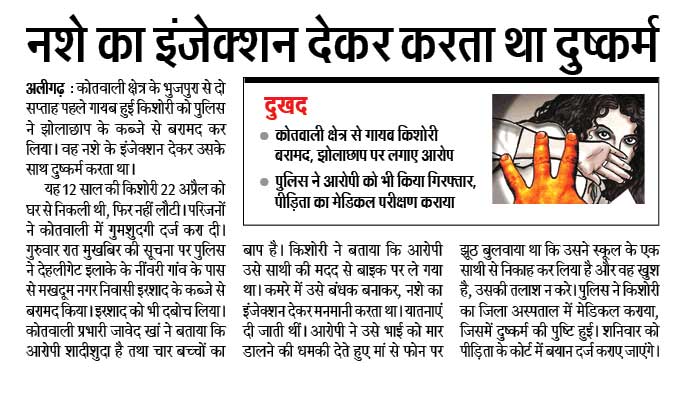 नशे का इंजेक्शन देकर करता था दुष्कर्म
अलीगढ़ : कोतवाली क्षेत्र के भुजपुरा से दो
सप्ताह पहले गायब हुई किशोरी को पुलिस
ने झोलाछाप के कब्जे से बरामद कर
लिया। वह नशे के इंजेक्शन देकर उसके
साथ दुष्कर्म करता था।
यह 12 साल की किशोरी 22 अप्रैल को
घर से निकली थी, फिर नहीं लौटी। परिजनों
ने कोतवाली में गुमशुदगी दर्ज करा दी।
गुरुवार रात मुखबिर की सूचना पर पुलिस
ने देहलीगेट इलाके के नींवरी गांव के पास
से मखदूम नगर निवासी इरशाद के कब्जे से
बरामद किया। इरशाद को भी दबोच लिया।
कोतवाली प्रभारी जावेद खां ने बताया कि
आरोपी शादीशुदा है तथा चार बच्चों का
दुखद
कोतवाली क्षेत्र से गायब किशोरी
बरामद, झोलाछाप पर लगाए आरोप
पुलिस ने आरोपी को भी किया गिरफ्तार,
पीड़िता का मेडिकल परीक्षण कराया
बाप है। किशोरी ने बताया कि आरोपी
उसे साथी की मदद से बाइक पर ले गया
था। कमरे में उसे बंधक बनाकर, नशे का
इंजेक्शन देकर मनमानी करता था। यातनाएं
दी जाती थीं। आरोपी ने उसे भाई को मार
डालने की धमकी देते हुए मां से फोन पर
झूठ बुलवाया था कि उसने स्कूल के एक
साथी से निकाह कर लिया है और वह खुश
है, उसकी तलाश न करे। पुलिस ने किशोरी
का जिला अस्पताल में मेडिकल कराया,
जिसमें दुष्कर्म की पुष्टि हुई। शनिवार को
पीड़िता के कोर्ट में बयान दर्ज कराए जाएंगे।